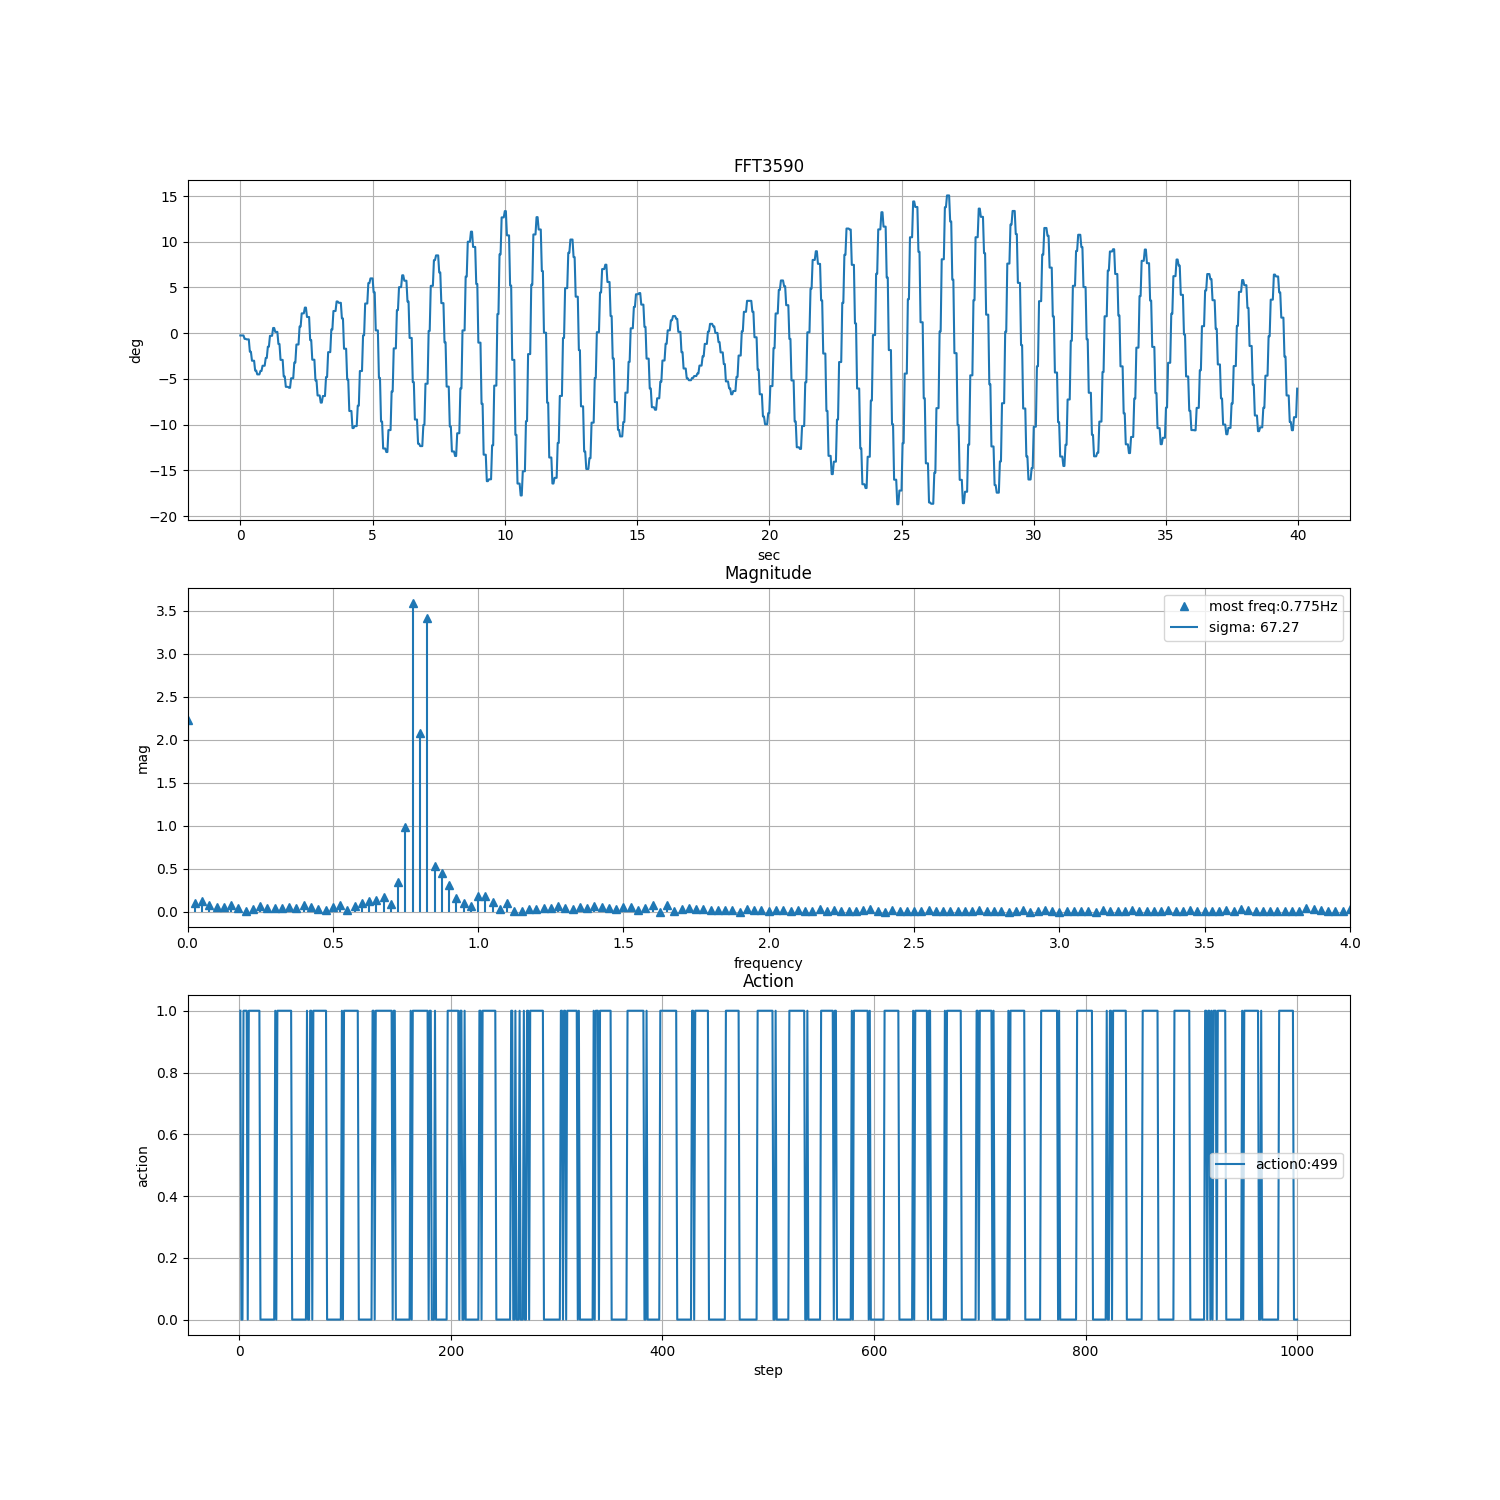 FFT3590
15
10
5
0
−5
−10
−15
−20
deg
0 5 10 15 20 25 30 35 40
sec
Magnitude
3.5
3.0
2.5
2.0
1.5
1.0
0.5
0.0
mag
most freq:0.775Hz
sigma: 67.27
0.0 0.5 1.0 1.5 2.0 2.5 3.0 3.5 4.0
frequency
Action
1.0
0.8
0.6
0.4
0.2
0.0
action
action0:499
0 200 400 600 800 1000
step